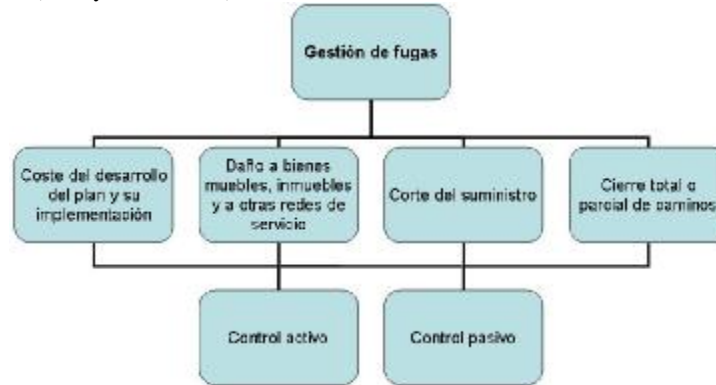 Gestión de fugas
Coste del desarrollo
del plan y su
implementación
Daño a bienes
muebles, inmuebles
y a otras redes de
servicio
Corte del suministro
Cierre total o
parcial de caminos
Control activo
Control pasivo